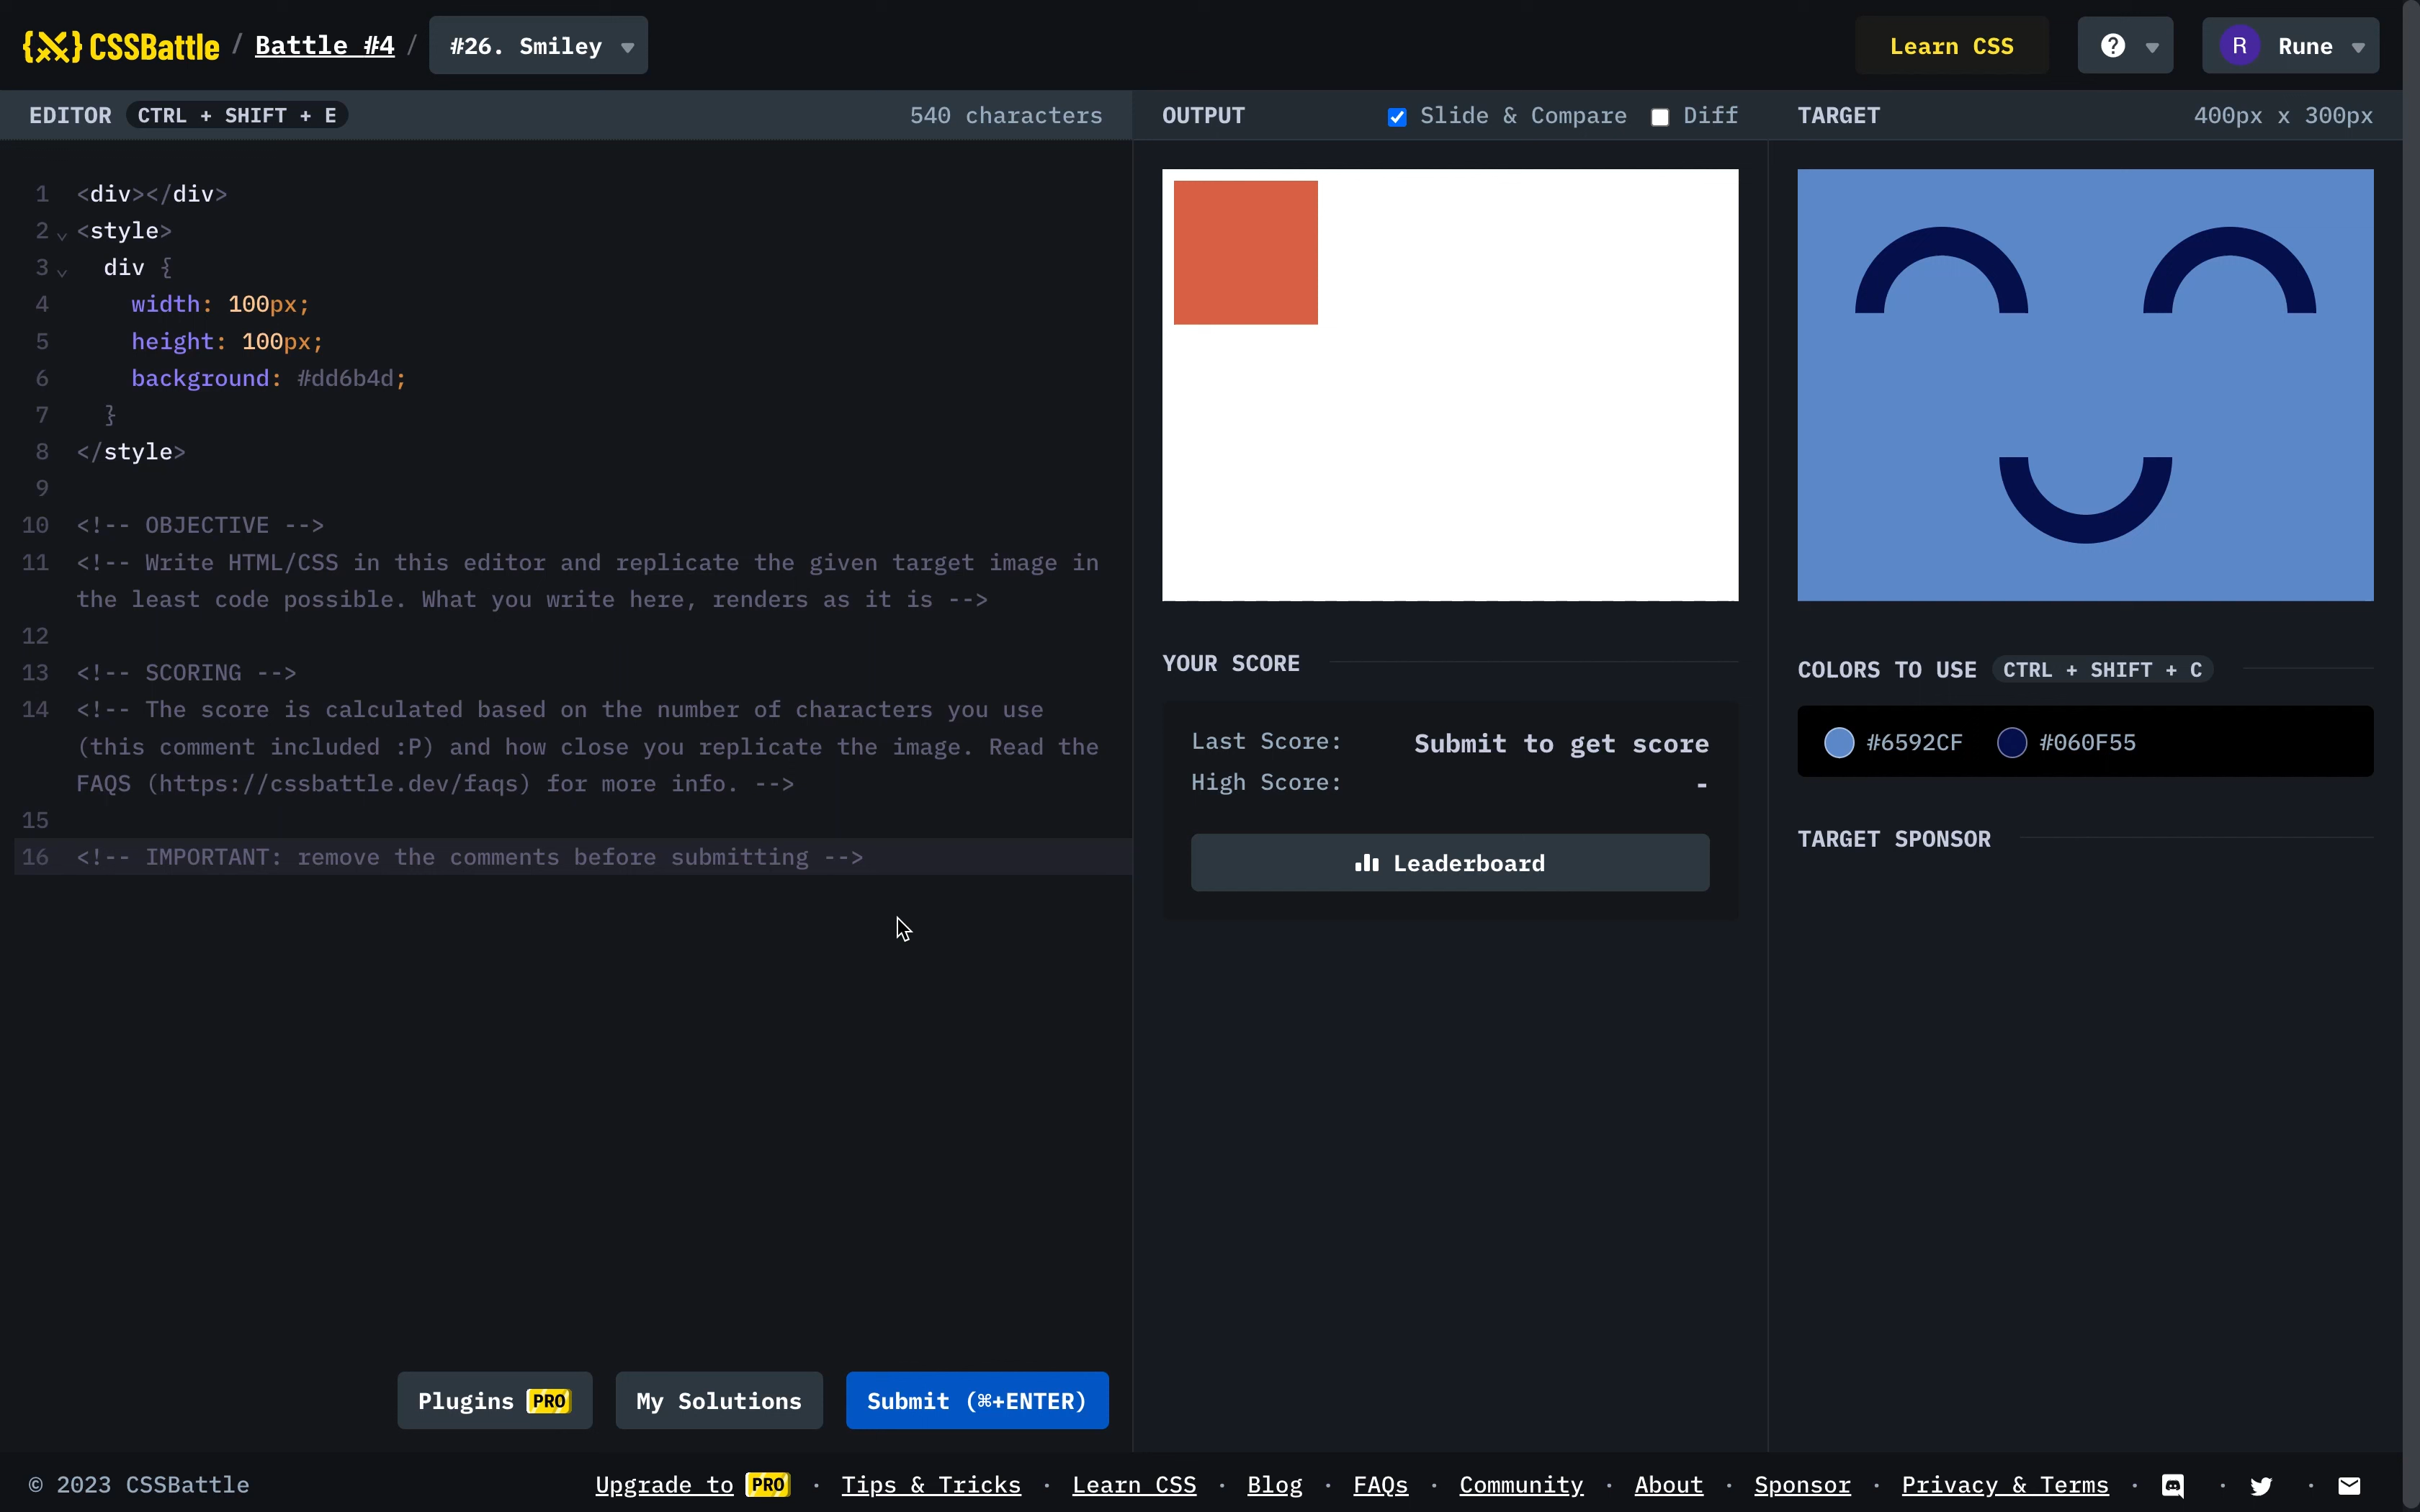 {X} CSSBattle / Battle #4 / #26. Smiley
Learn CSS
? R Rune
EDITOR CTRL + SHIFT + E 540 characters
OUTPUT Slide & Compare Diff
TARGET 400px x 300px
1 <div></div>
2 <style>
3 div {
4 width: 100px;
5 height: 100px;
6 background: #dd6b4d;
7 }
8 </style>
9
10 <!-- OBJECTIVE -->
11 <!-- Write HTML/CSS in this editor and replicate the given target image in
the least code possible. What you write here, renders as it is -->
12
13 <!-- SCORING -->
14 <!-- The score is calculated based on the number of characters you use
(this comment included :P) and how close you replicate the image. Read the
FAQS (https://cssbattle.dev/faqs) for more info. -->
15
16 <!-- IMPORTANT: remove the comments before submitting -->
Plugins PRO
My Solutions
Submit (⌘+ENTER)
YOUR SCORE
Last Score: Submit to get score
High Score: -
Leaderboard
COLORS TO USE CTRL + SHIFT + C
#6592CF #060F55
TARGET SPONSOR
© 2023 CSSBattle
Upgrade to PRO · Tips & Tricks · Learn CSS · Blog · FAQs · Community · About · Sponsor · Privacy & Terms · · ·